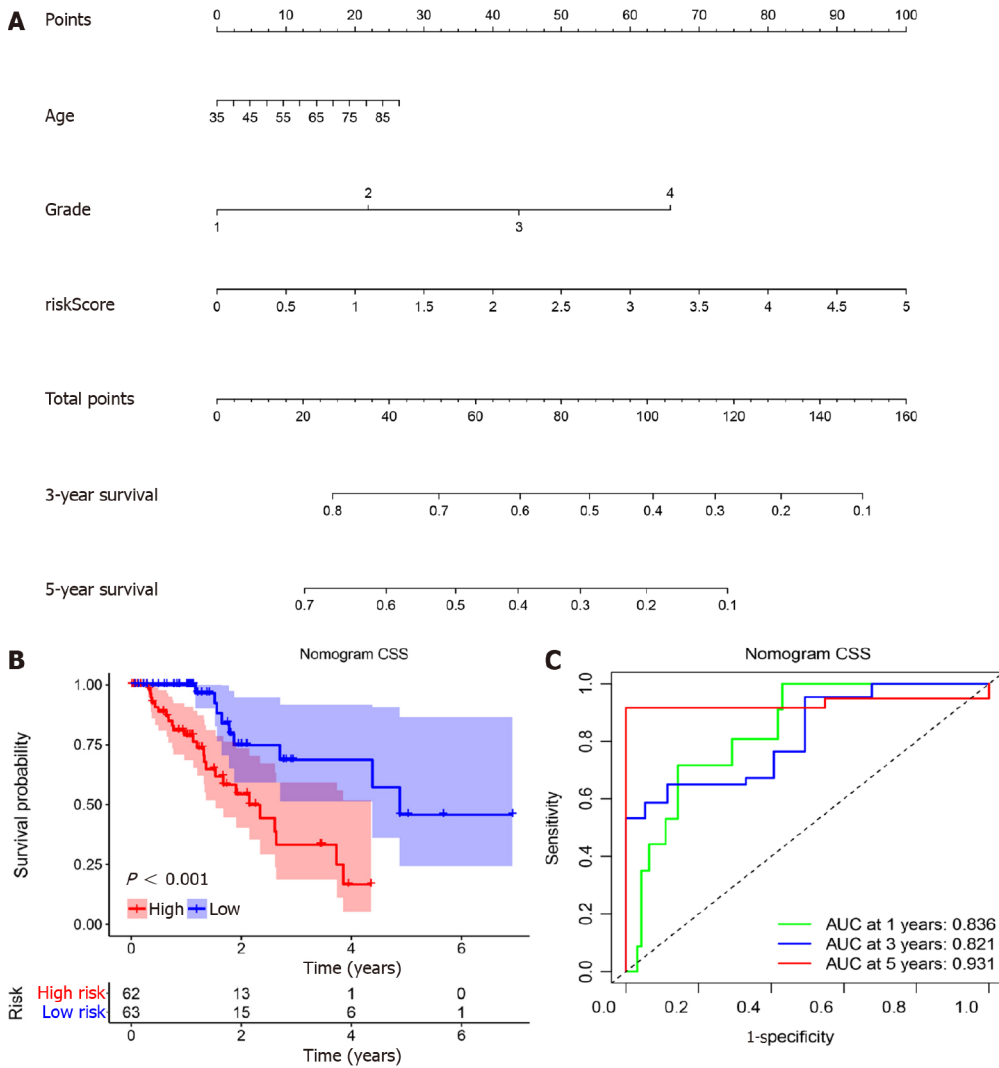 A
Points
0 10 20 30 40 50 60 70 80 90 100
Age
35 45 55 65 75 85
Grade
2 4
1 3
riskScore
0 0.5 1 1.5 2 2.5 3 3.5 4 4.5 5
Total points
0 20 40 60 80 100 120 140 160
3-year survival
0.8 0.7 0.6 0.5 0.4 0.3 0.2 0.1
5-year survival
0.7 0.6 0.5 0.4 0.3 0.2 0.1
B
Nomogram CSS
Survival probability
1.00
0.75
0.50
0.25
0.00
P < 0.001
High Low
0 2 4 6
Time (years)
Risk
High risk 62 13 1 0
Low risk 63 15 6 1
0 2 4 6
Time (years)
C
Nomogram CSS
Sensitivity
1.0
0.8
0.6
0.4
0.2
0.0
AUC at 1 years: 0.836
AUC at 3 years: 0.821
AUC at 5 years: 0.931
0.0 0.2 0.4 0.6 0.8 1.0
1-specificity